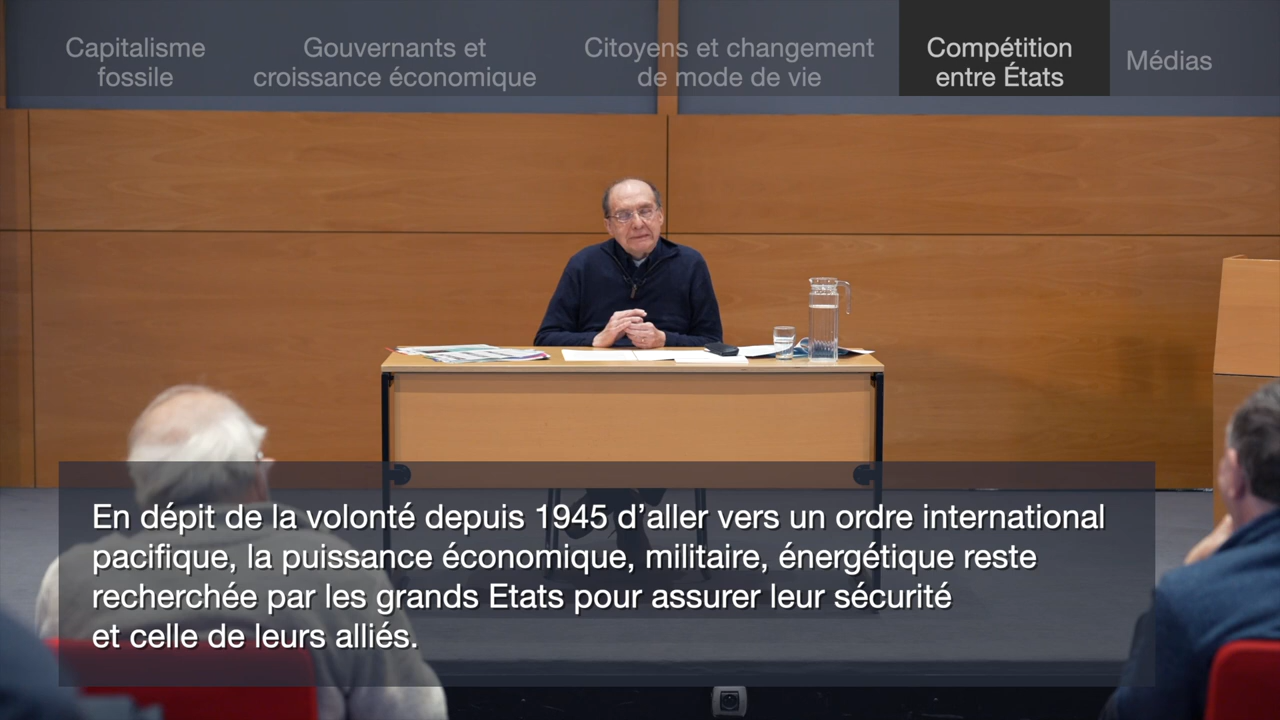 Capitalisme
fossile
Gouvernants et
croissance économique
Citoyens et changement
de mode de vie
Compétition
entre États
Médias
En dépit de la volonté depuis 1945 d’aller vers un ordre international
pacifique, la puissance économique, militaire, énergétique reste
recherchée par les grands Etats pour assurer leur sécurité
et celle de leurs alliés.